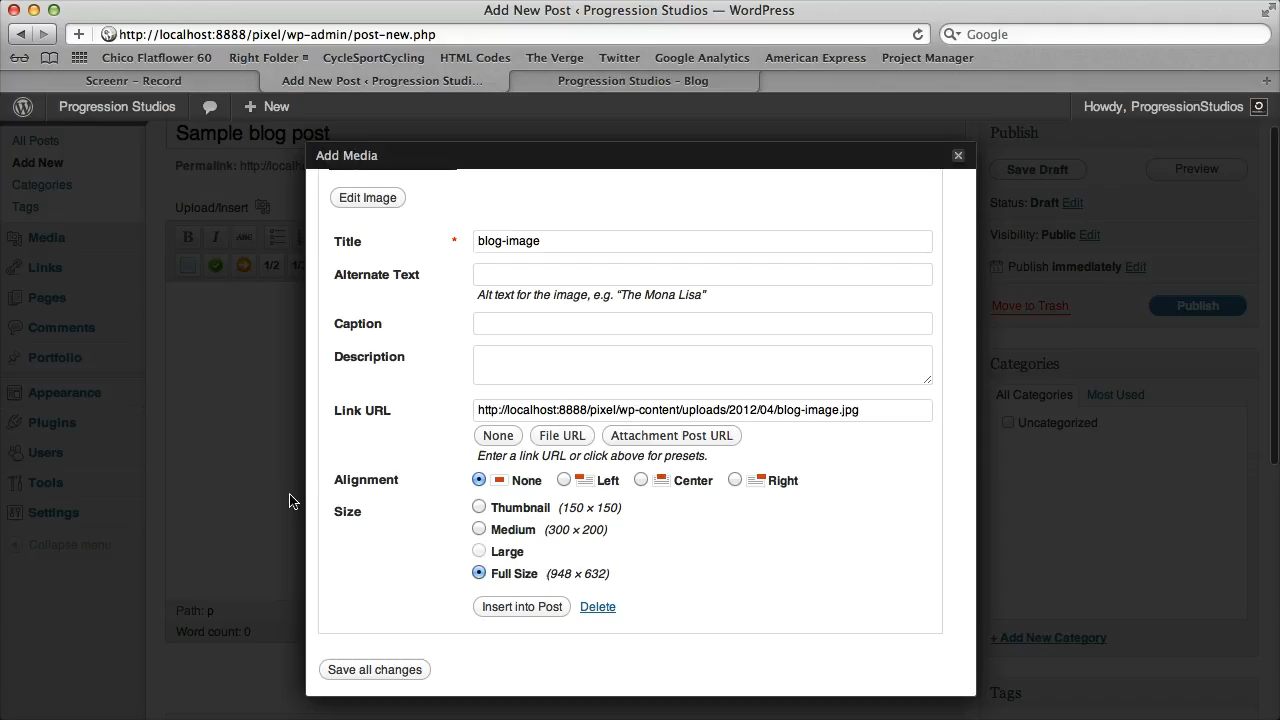 Add New Post ‹ Progression Studios — WordPress
http://localhost:8888/pixel/wp-admin/post-new.php
Google
Chico Flatflower 60 Right Folder CycleSportCycling HTML Codes The Verge Twitter Google Analytics American Express Project Manager
Screenr – Record
Add New Post ‹ Progression Studi...
Progression Studios – Blog
Progression Studios
+ New
Howdy, ProgressionStudios
All Posts
Add New
Categories
Tags
Media
Links
Pages
Comments
Portfolio
Appearance
Plugins
Users
Tools
Settings
Collapse menu
Sample blog post
Permalink: http://localh
Upload/Insert
B I ABC
1/2 1/
Path: p
Word count: 0
Add Media
Edit Image
Title * blog-image
Alternate Text
Alt text for the image, e.g. “The Mona Lisa”
Caption
Description
Link URL http://localhost:8888/pixel/wp-content/uploads/2012/04/blog-image.jpg
None File URL Attachment Post URL
Enter a link URL or click above for presets.
Alignment None Left Center Right
Size Thumbnail (150 × 150)
Medium (300 × 200)
Large
Full Size (948 × 632)
Insert into Post Delete
Save all changes
Publish
Save Draft Preview
Status: Draft Edit
Visibility: Public Edit
Publish immediately Edit
Move to Trash Publish
Categories
All Categories Most Used
Uncategorized
+ Add New Category
Tags